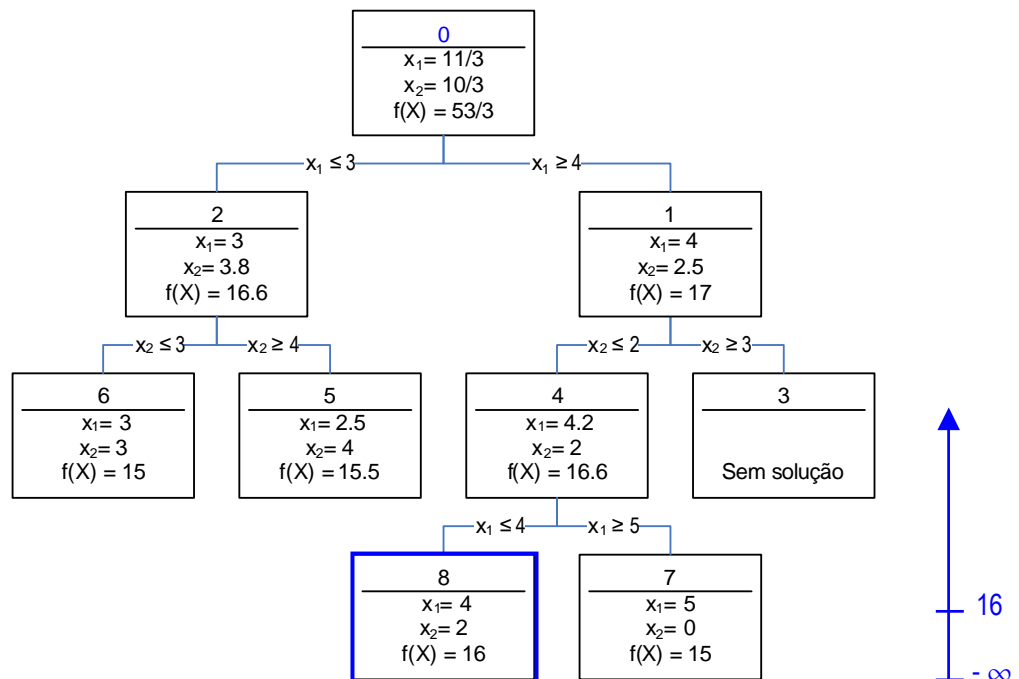 0
x₁= 11/3
x₂= 10/3
f(X) = 53/3
x₁ ≤ 3
x₁ ≥ 4
2
x₁= 3
x₂= 3.8
f(X) = 16.6
1
x₁= 4
x₂= 2.5
f(X) = 17
x₂ ≤ 3
x₂ ≥ 4
x₂ ≤ 2
x₂ ≥ 3
6
x₁= 3
x₂= 3
f(X) = 15
5
x₁= 2.5
x₂= 4
f(X) = 15.5
4
x₁= 4.2
x₂= 2
f(X) = 16.6
3
Sem solução
x₁ ≤ 4
x₁ ≥ 5
8
x₁= 4
x₂= 2
f(X) = 16
7
x₁= 5
x₂= 0
f(X) = 15
16
- ∞